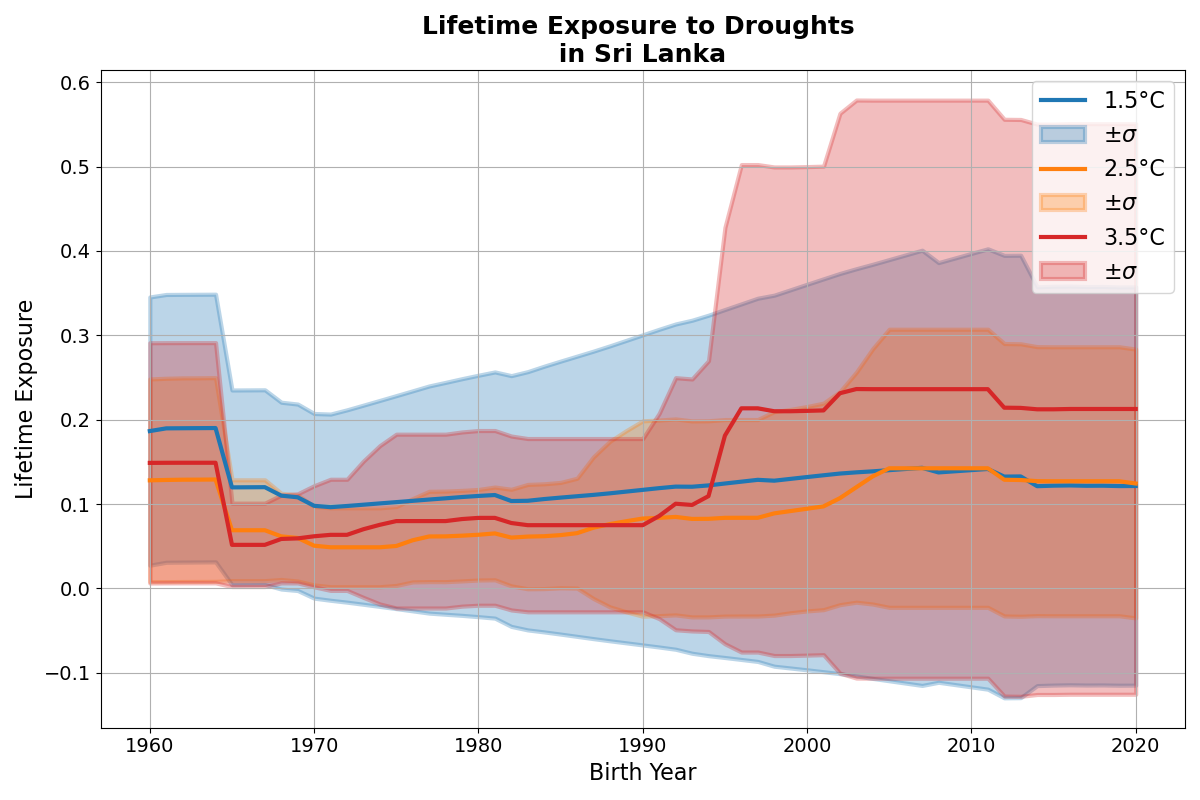 Lifetime Exposure to Droughts
in Sri Lanka
Lifetime Exposure
0.6
0.5
0.4
0.3
0.2
0.1
0.0
−0.1
1960
1970
1980
1990
2000
2010
2020
Birth Year
1.5°C
±σ
2.5°C
±σ
3.5°C
±σ